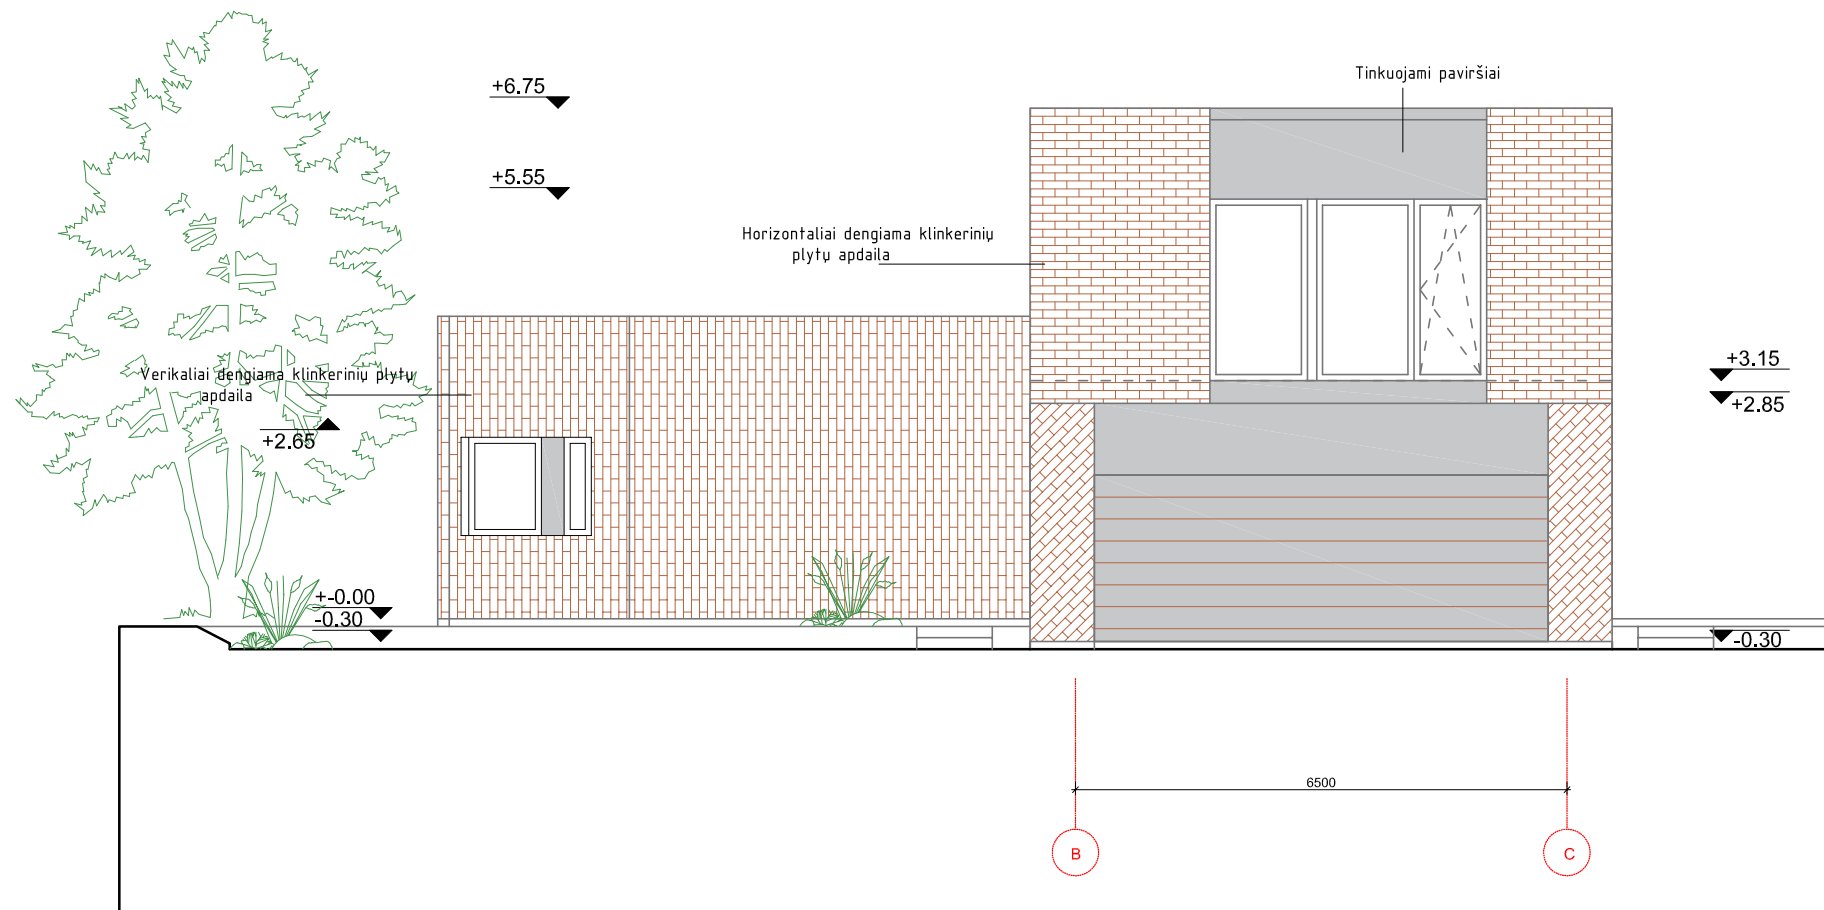 Tinkuojami paviršiai
+6.75
+5.55
Horizontaliai dengiama klinkerinių
plytų apdaila
+3.15
Verikaliai dengiama klinkerinių plytų
apdaila
+2.85
+2.65
+-0.00
-0.30
-0.30
6500
B
C